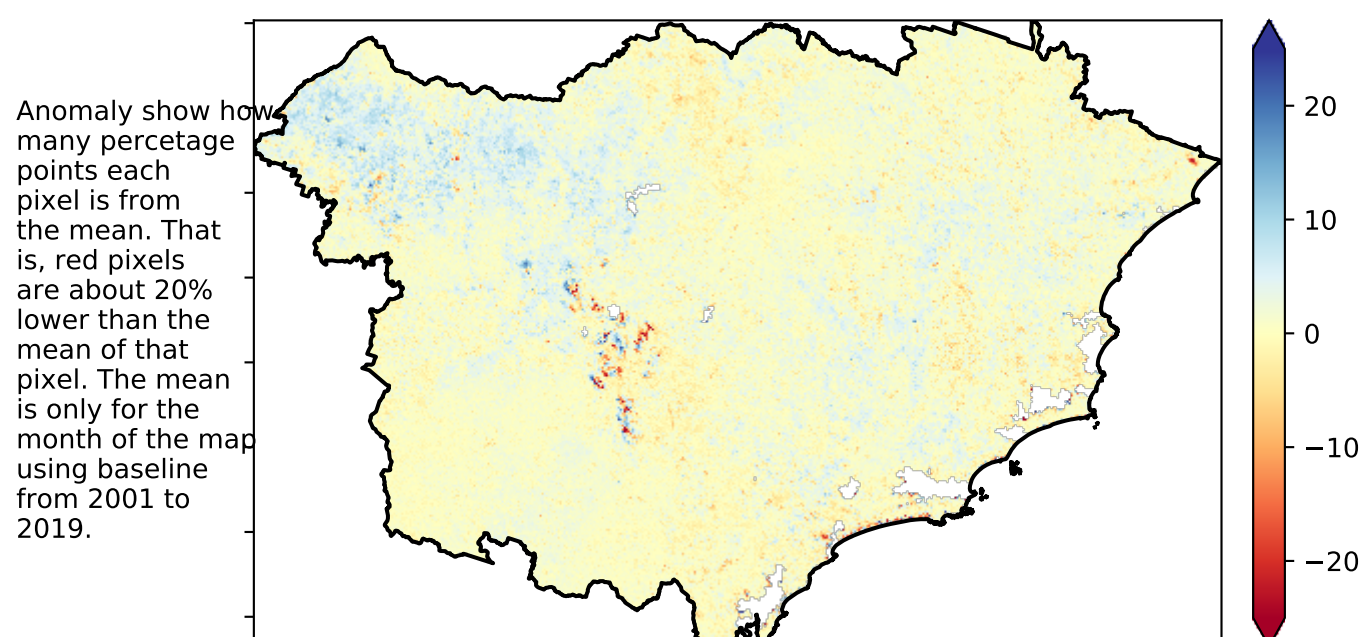 Anomaly show how
many percetage
points each
pixel is from
the mean. That
is, red pixels
are about 20%
lower than the
mean of that
pixel. The mean
is only for the
month of the map
using baseline
from 2001 to
2019.
20
10
0
−10
−20